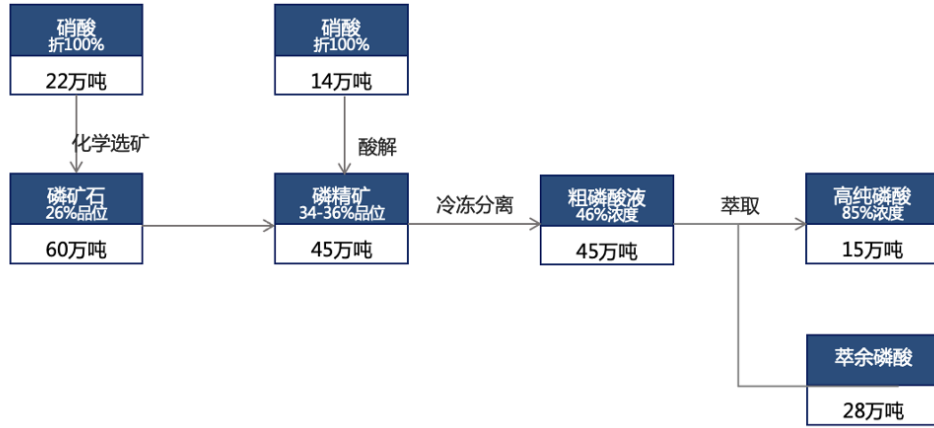 硝酸
折100%
22万吨
硝酸
折100%
14万吨
化学选矿
酸解
磷矿石
26%品位
60万吨
磷精矿
34-36%品位
45万吨
冷冻分离
粗磷酸液
46%浓度
45万吨
萃取
高纯磷酸
85%浓度
15万吨
萃余磷酸
28万吨